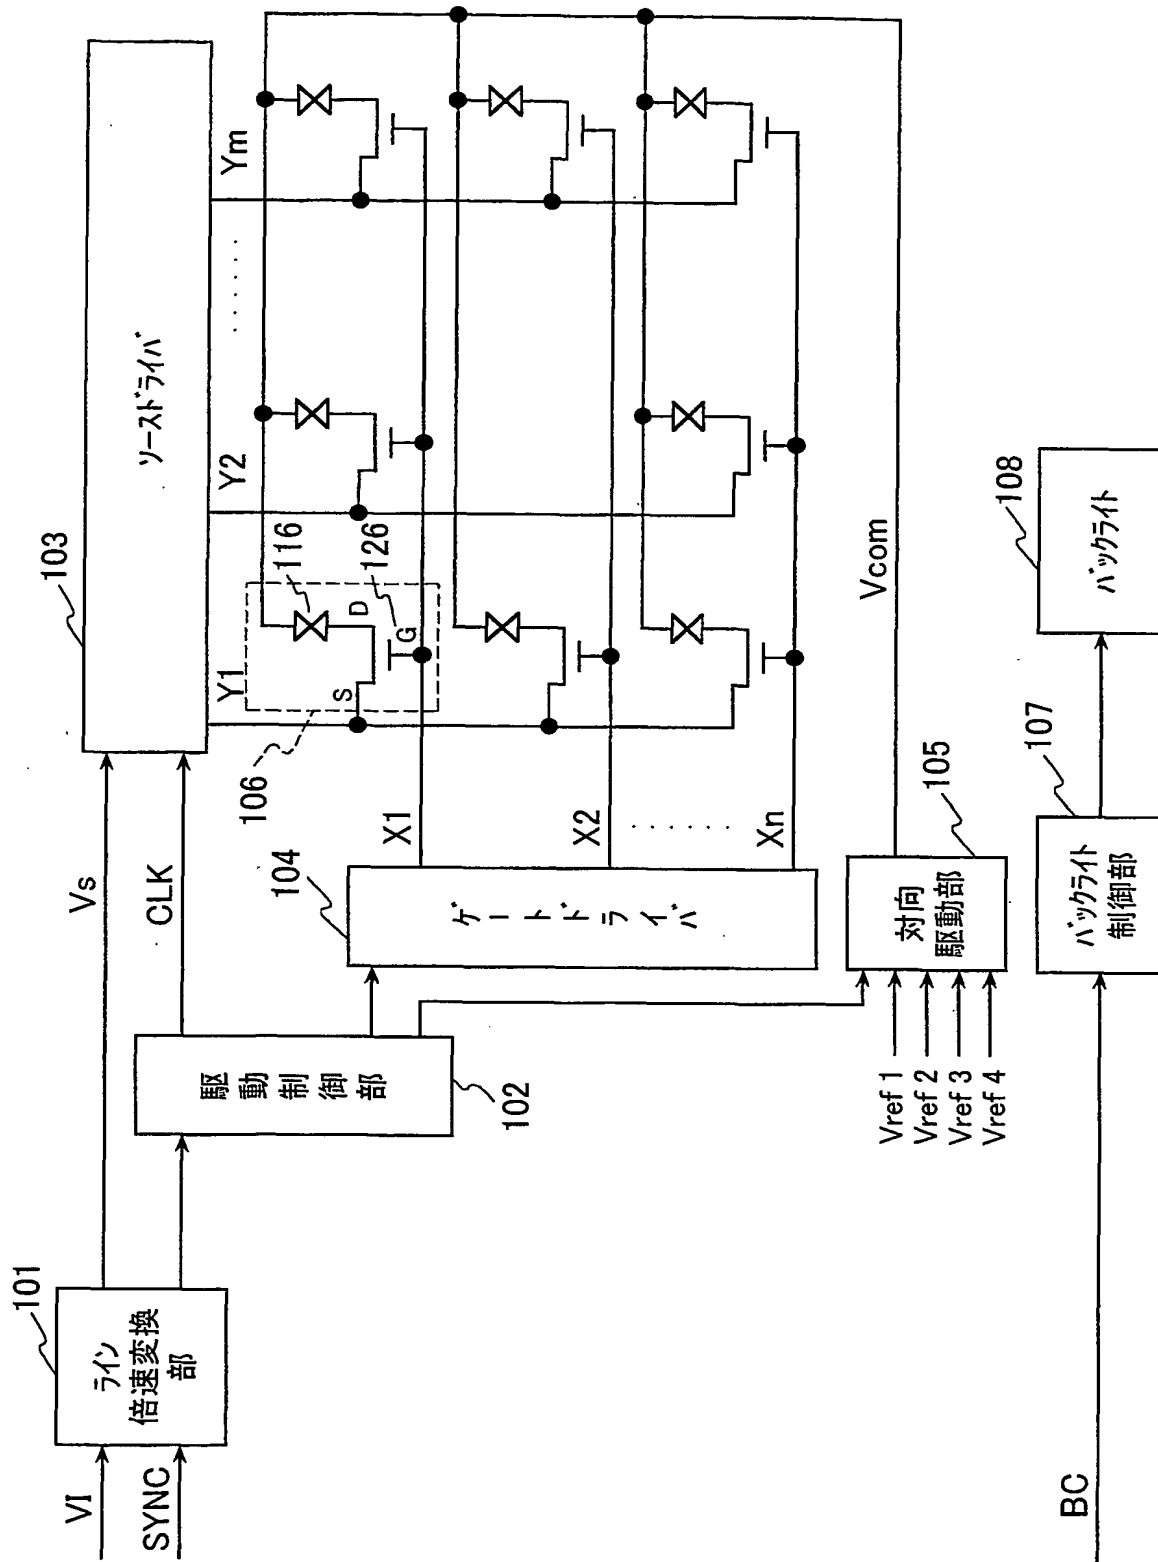 VI
SYNC
101
ライン
倍速変換
部
Vs
CLK
駆動制御部
102
103
ソースドライバ
104
ゲートドライバ
Y1
Y2
・・・・・・
Ym
106
S
D
G
116
126
X1
X2
・・・・・・・
Xn
105
対向
駆動部
Vref 1
Vref 2
Vref 3
Vref 4
Vcom
BC
107
バックライト
制御部
108
バックライト